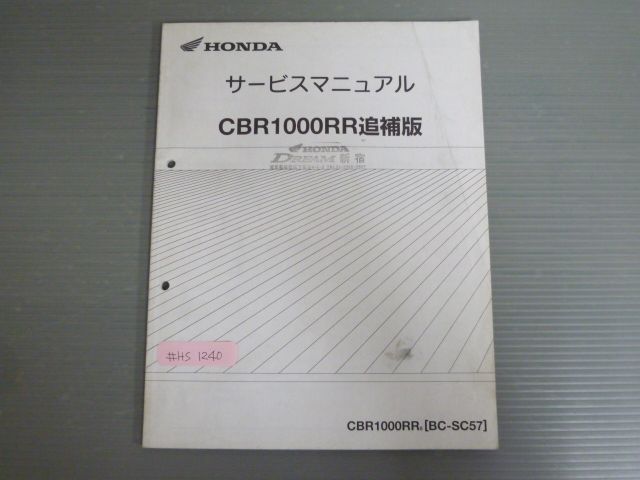 HONDA
サービスマニュアル
CBR1000RR追補版
HONDA
DREAM 新宿
#HS 1240
CBR1000RR₆ [BC-SC57]